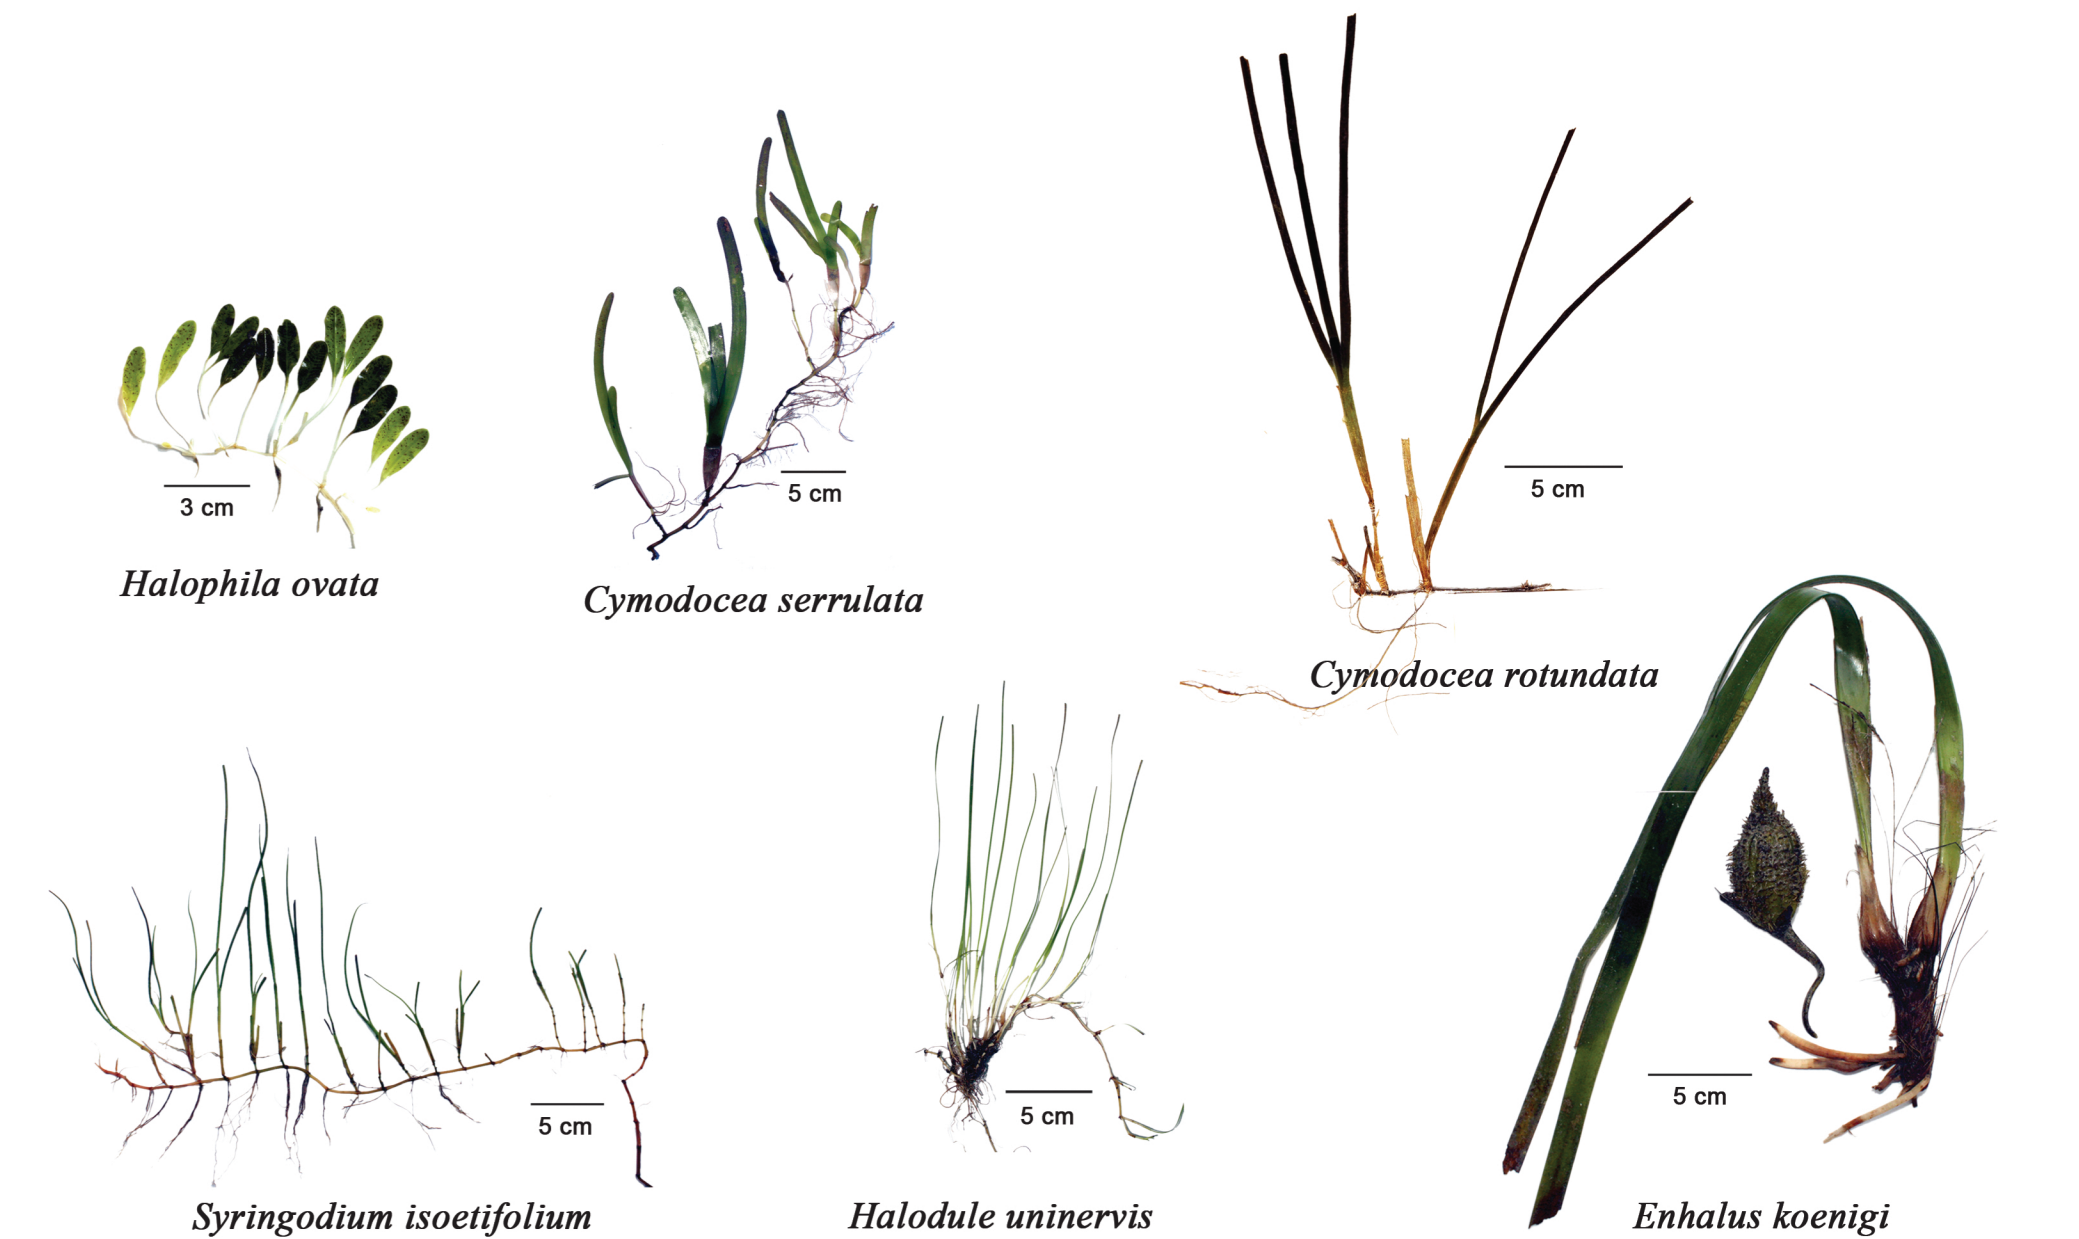 3 cm
Halophila ovata
5 cm
Cymodocea serrulata
5 cm
Cymodocea rotundata
5 cm
Syringodium isoetifolium
5 cm
Halodule uninervis
5 cm
Enhalus koenigi